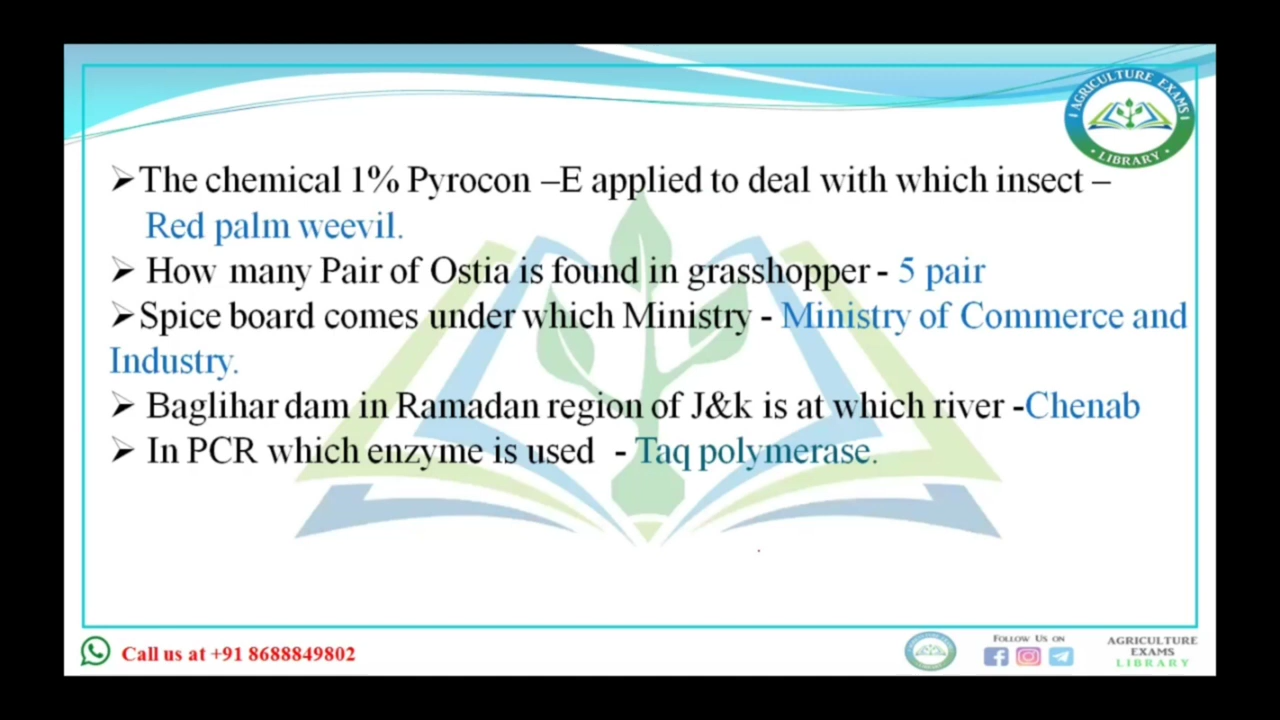 AGRICULTURE EXAMS
LIBRARY
➢The chemical 1% Pyrocon –E applied to deal with which insect –
Red palm weevil.
➢ How many Pair of Ostia is found in grasshopper - 5 pair
➢Spice board comes under which Ministry - Ministry of Commerce and
Industry.
➢ Baglihar dam in Ramadan region of J&k is at which river -Chenab
➢ In PCR which enzyme is used - Taq polymerase.
Call us at +91 8688849802
FOLLOW US ON
AGRICULTURE
EXAMS
LIBRARY